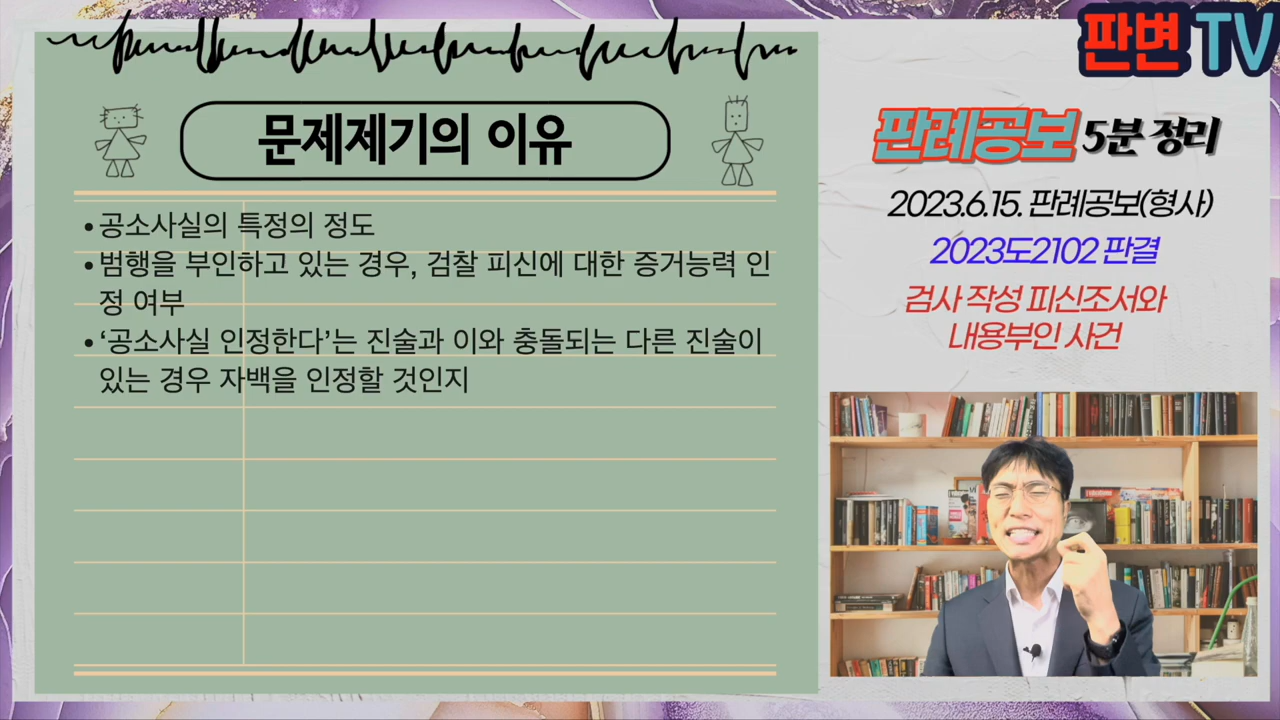 판변 TV
문제제기의 이유
• 공소사실의 특정의 정도
• 범행을 부인하고 있는 경우, 검찰 피신에 대한 증거능력 인
정 여부
• ‘공소사실 인정한다’는 진술과 이와 충돌되는 다른 진술이
있는 경우 자백을 인정할 것인지
판례공보 5분 정리
2023.6.15. 판례공보(형사)
2023도2102 판결
검사 작성 피신조서와
내용부인 사건